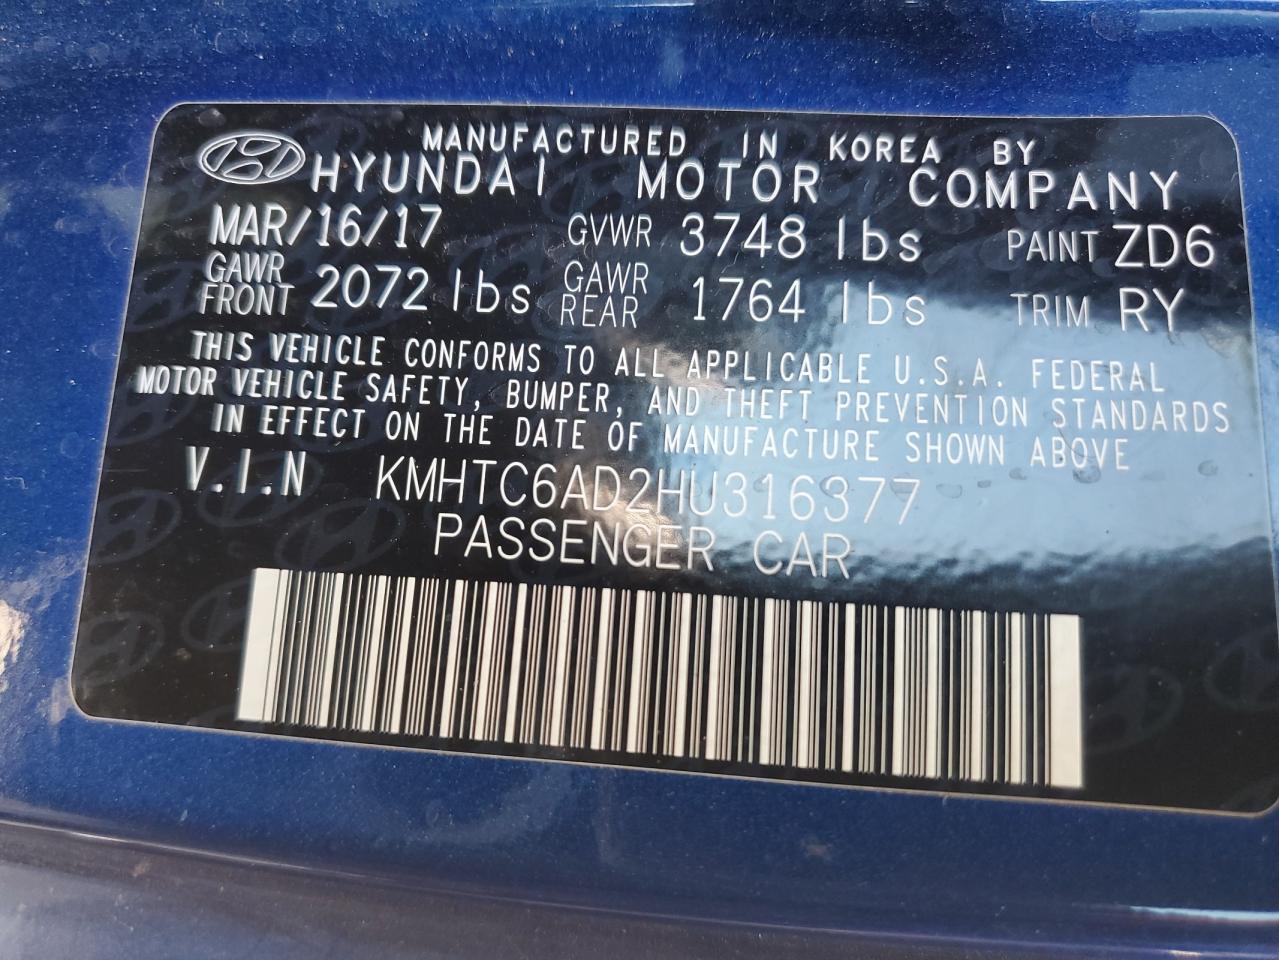 MANUFACTURED IN KOREA BY
HYUNDAI MOTOR COMPANY
MAR/16/17 GVWR 3748 lbs PAINT ZD6
GAWR FRONT 2072 lbs GAWR REAR 1764 lbs TRIM RY
THIS VEHICLE CONFORMS TO ALL APPLICABLE U.S.A. FEDERAL
MOTOR VEHICLE SAFETY, BUMPER, AND THEFT PREVENTION STANDARDS
IN EFFECT ON THE DATE OF MANUFACTURE SHOWN ABOVE
V.I.N KMHTC6AD2HU316377
PASSENGER CAR